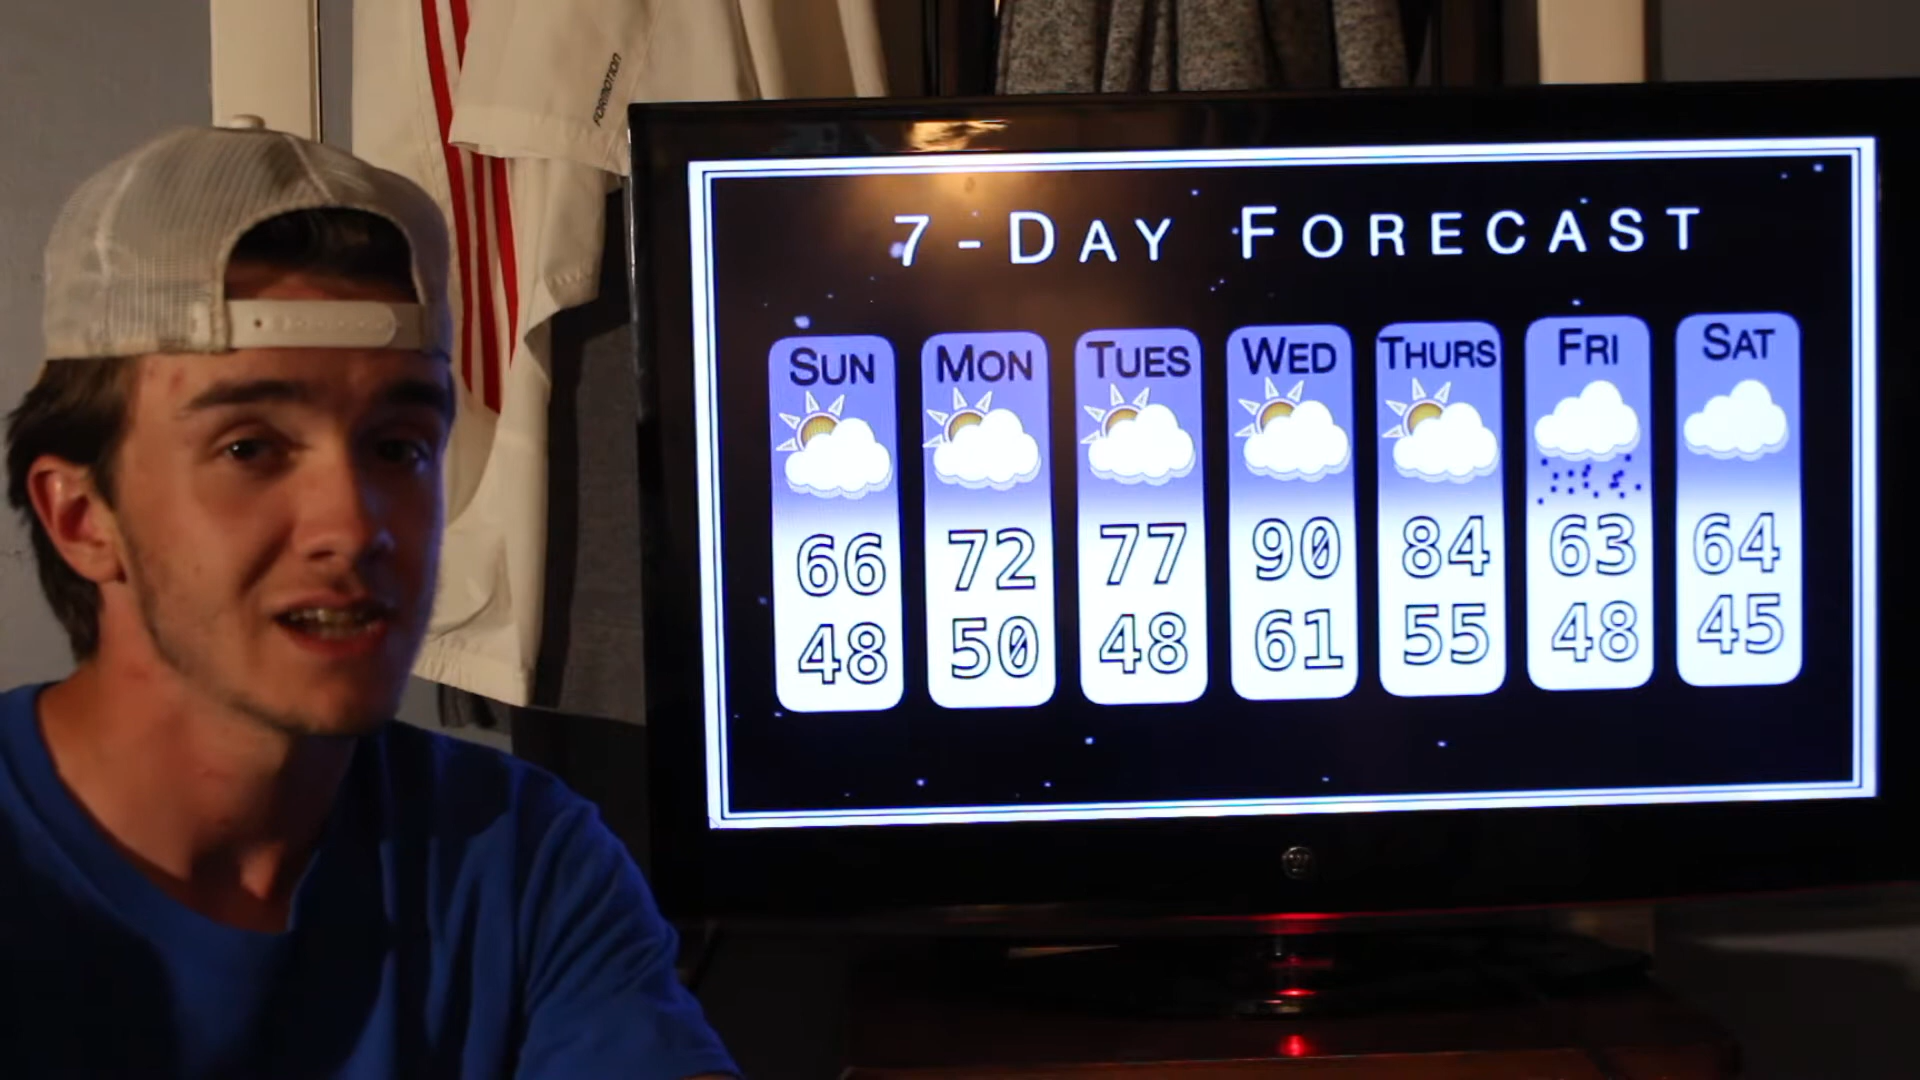 FORMOTION
7-DAY FORECAST
SUN MON TUES WED THURS FRI SAT
66 72 77 90 84 63 64
48 50 48 61 55 48 45